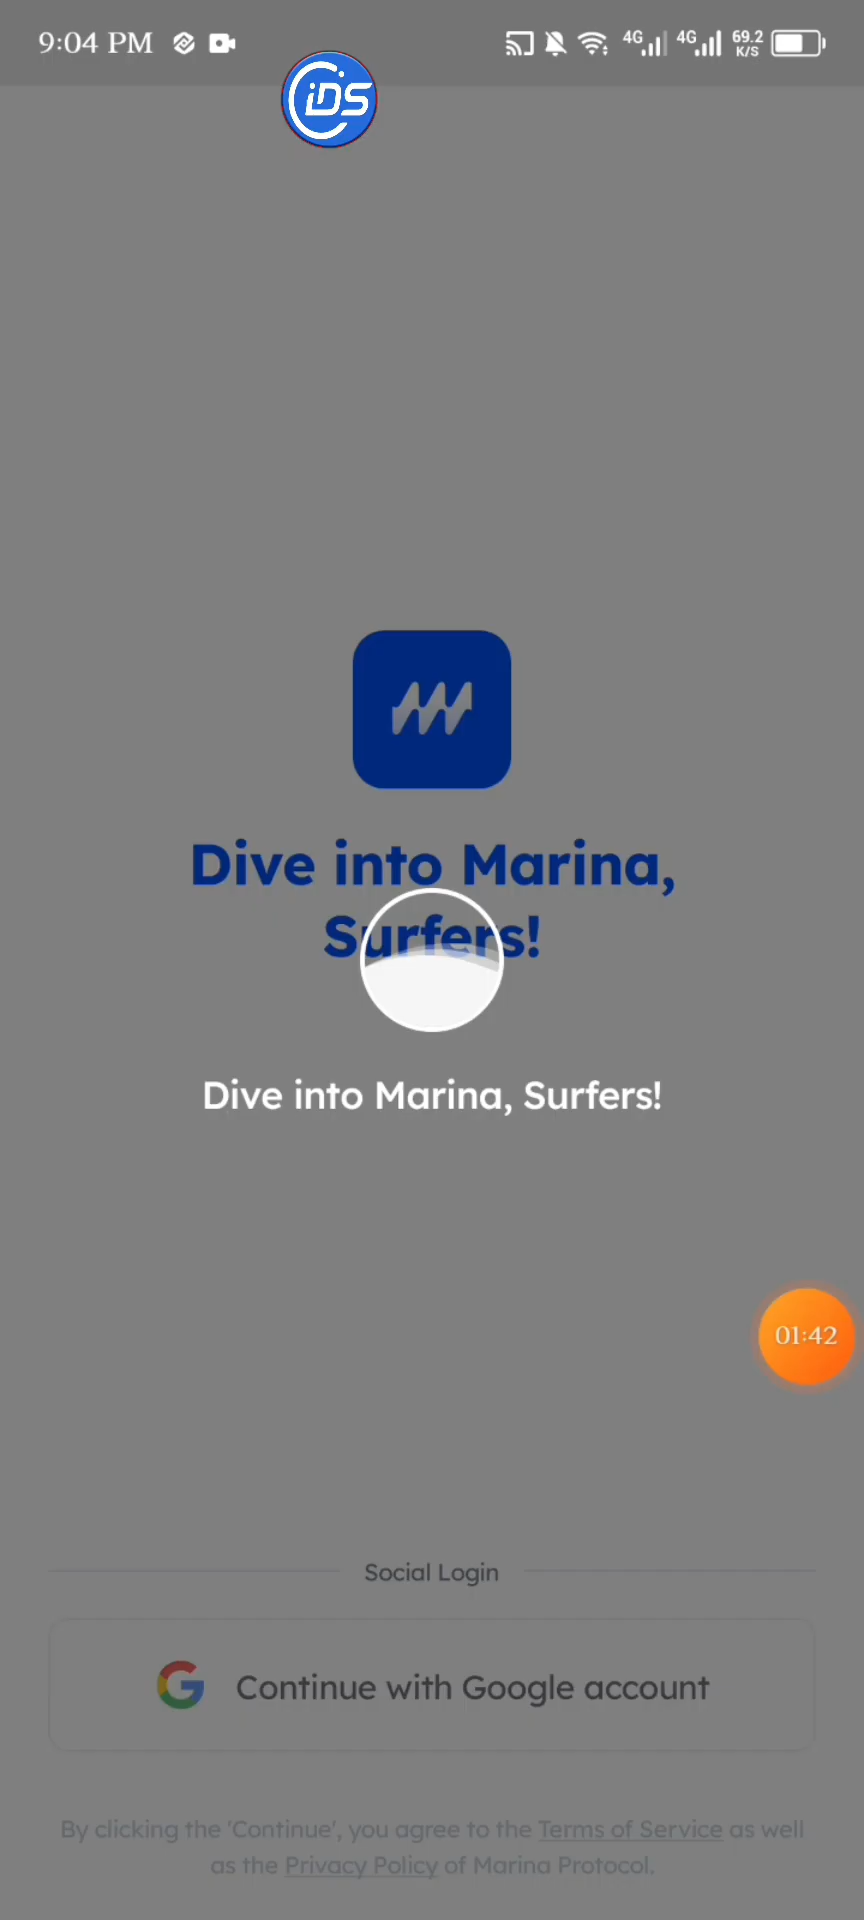 9:04 PM
4G 4G 69.2 K/S
iDS
Dive into Marina,
Surfers!
Dive into Marina, Surfers!
01:42
Social Login
Continue with Google account
By clicking the 'Continue', you agree to the Terms of Service as well
as the Privacy Policy of Marina Protocol.